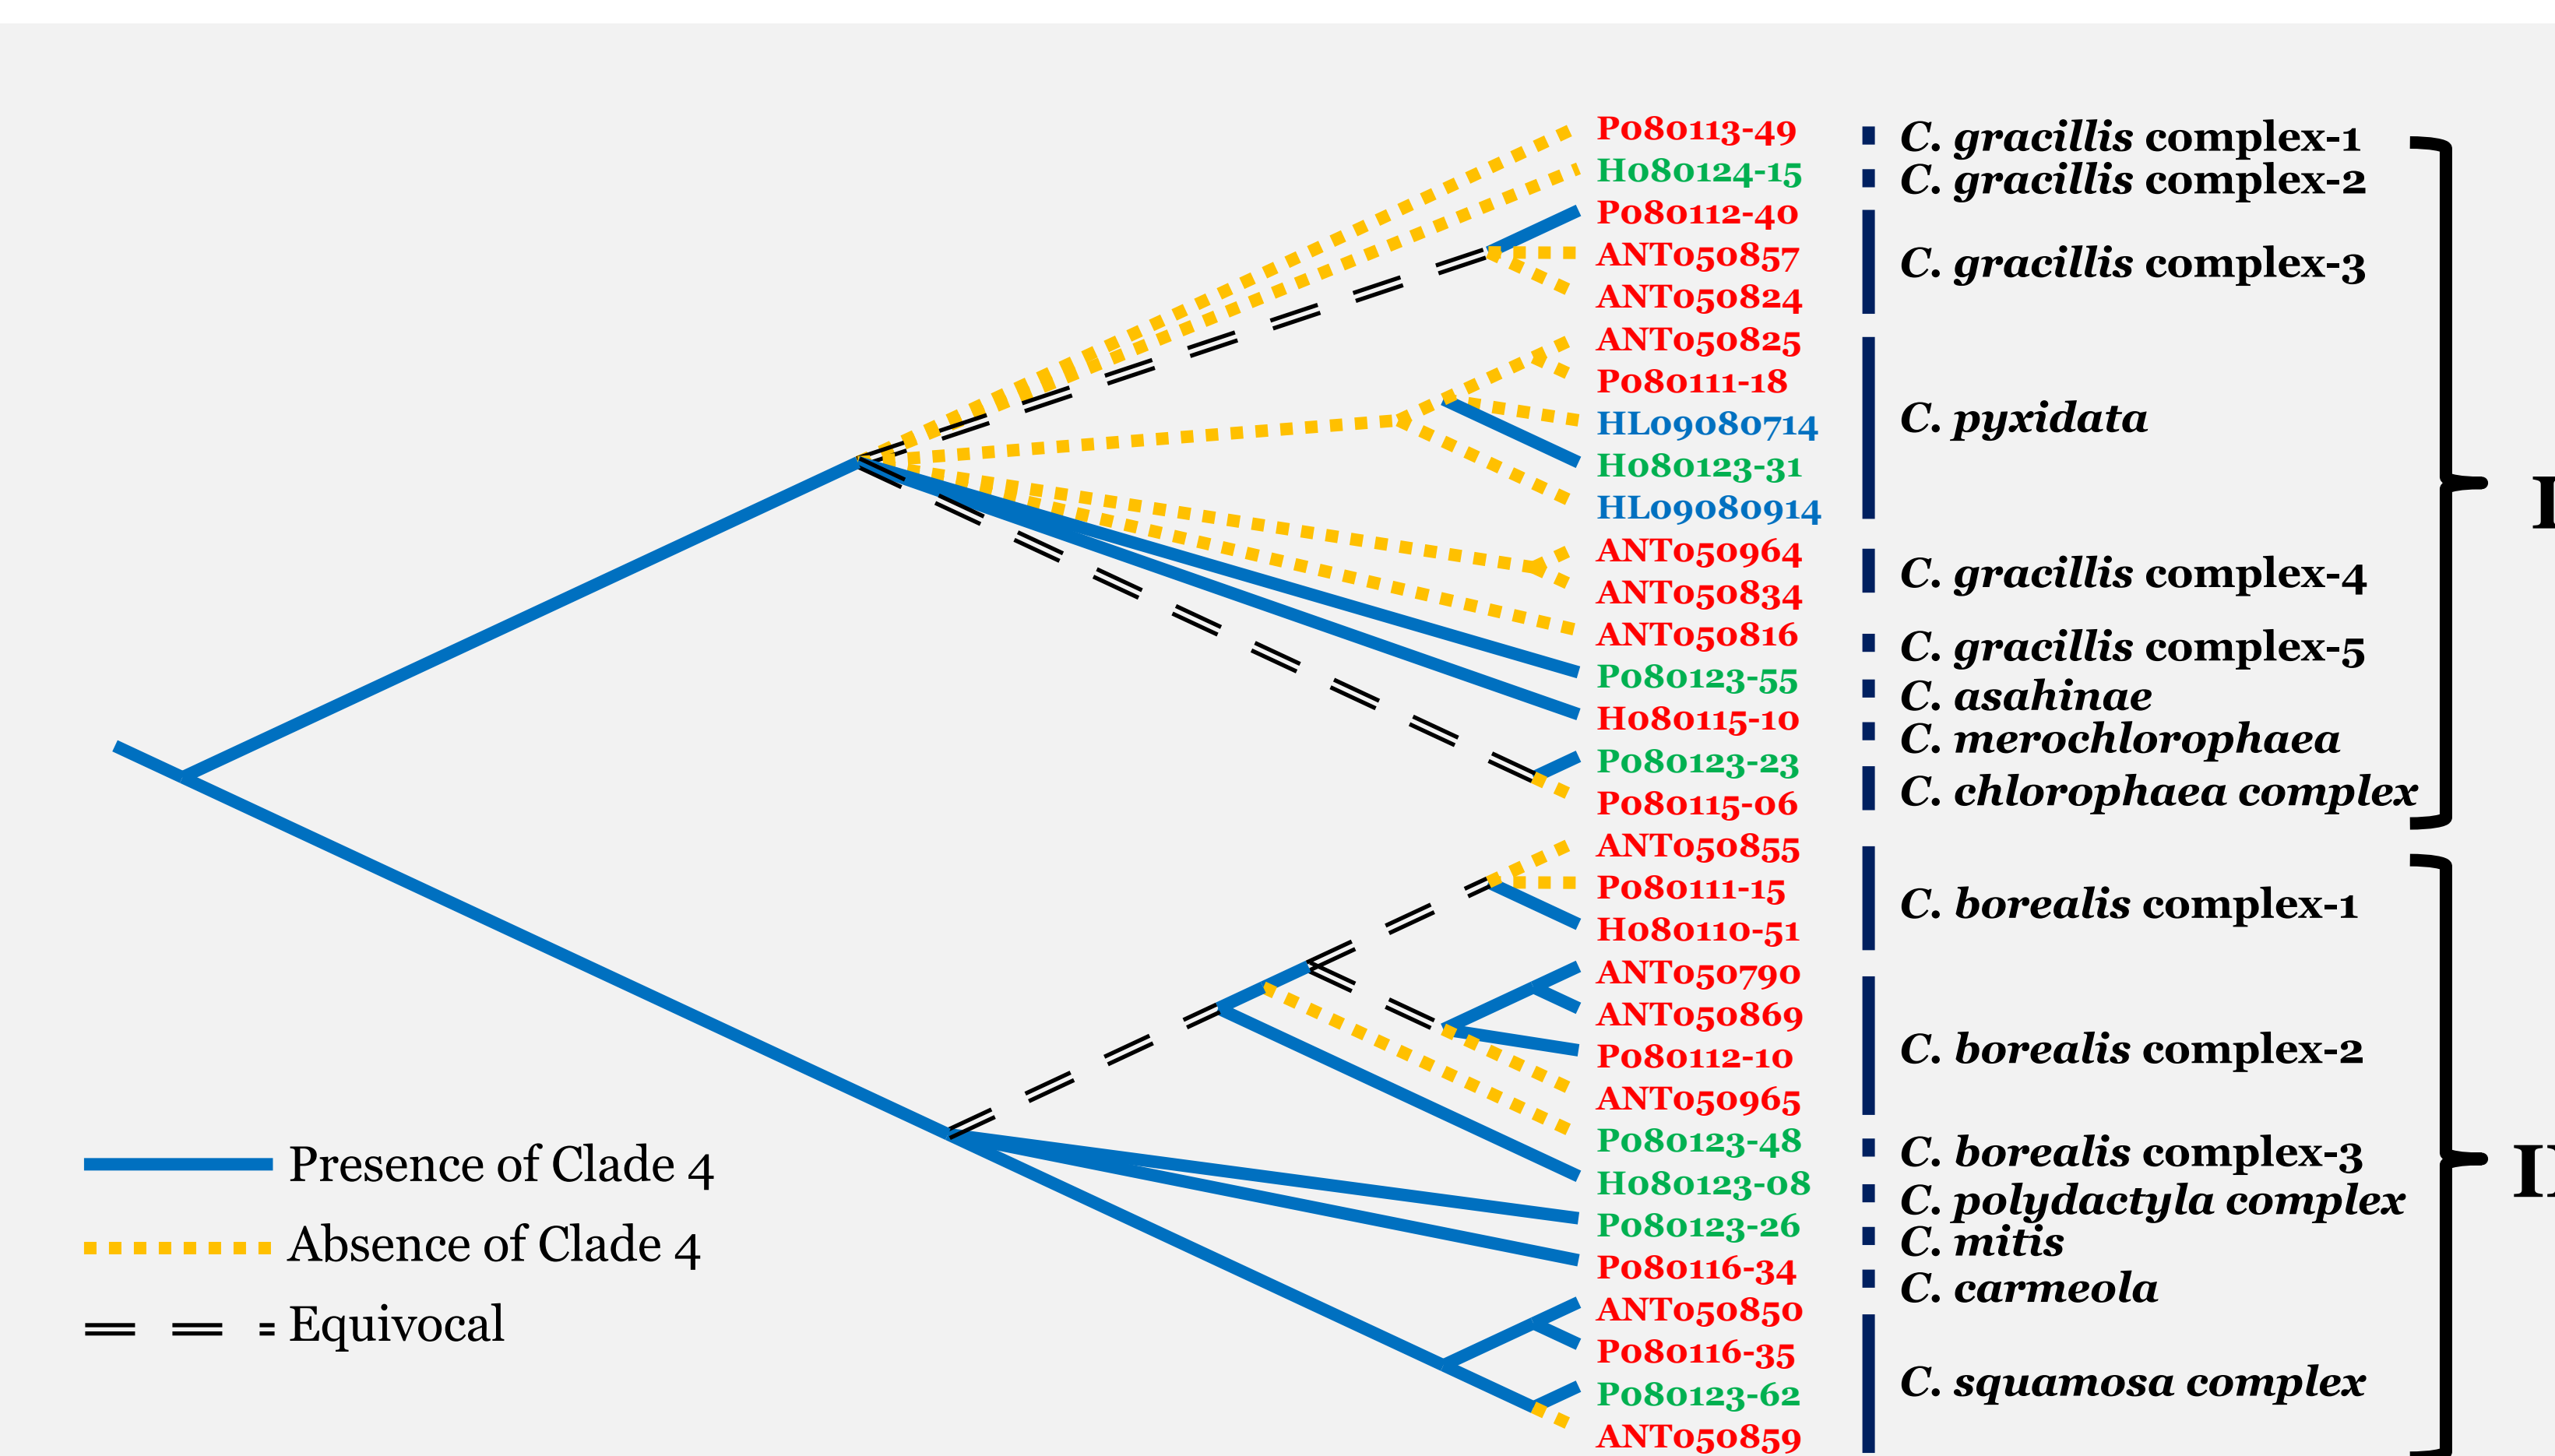 P080113-49
H080124-15
P080112-40
ANT050857
ANT050824
ANT050825
P080111-18
HL09080714
H080123-31
HL09080914
ANT050964
ANT050834
ANT050816
P080123-55
H080115-10
P080123-23
P080115-06
ANT050855
P080111-15
H080110-51
ANT050790
ANT050869
P080112-10
ANT050965
P080123-48
H080123-08
P080123-26
P080116-34
ANT050850
P080116-35
P080123-62
ANT050859
C. gracillis complex-1
C. gracillis complex-2
C. gracillis complex-3
C. pyxidata
C. gracillis complex-4
C. gracillis complex-5
C. asahinae
C. merochlorophaea
C. chlorophaea complex
C. borealis complex-1
C. borealis complex-2
C. borealis complex-3
C. polydactyla complex
C. mitis
C. carmeola
C. squamosa complex
Presence of Clade 4
Absence of Clade 4
Equivocal